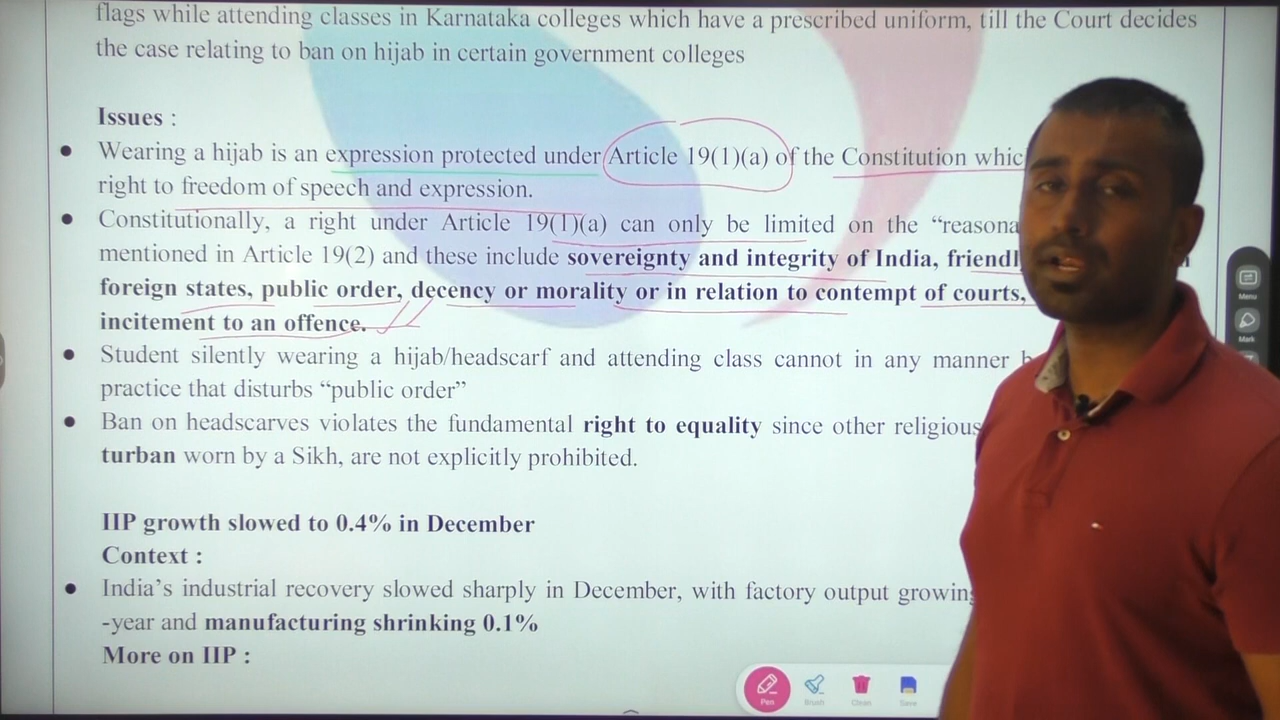 flags while attending classes in Karnataka colleges which have a prescribed uniform, till the Court decides
the case relating to ban on hijab in certain government colleges
Issues :
● Wearing a hijab is an expression protected under Article 19(1)(a) of the Constitution whic
right to freedom of speech and expression.
● Constitutionally, a right under Article 19(1)(a) can only be limited on the “reasona
mentioned in Article 19(2) and these include sovereignty and integrity of India, friendl
foreign states, public order, decency or morality or in relation to contempt of courts,
incitement to an offence.
● Student silently wearing a hijab/headscarf and attending class cannot in any manner b
practice that disturbs “public order”
● Ban on headscarves violates the fundamental right to equality since other religious
turban worn by a Sikh, are not explicitly prohibited.
IIP growth slowed to 0.4% in December
Context :
● India’s industrial recovery slowed sharply in December, with factory output growing
-year and manufacturing shrinking 0.1%
More on IIP :
Menu
Mark
Pen
Brush
Clean
Save